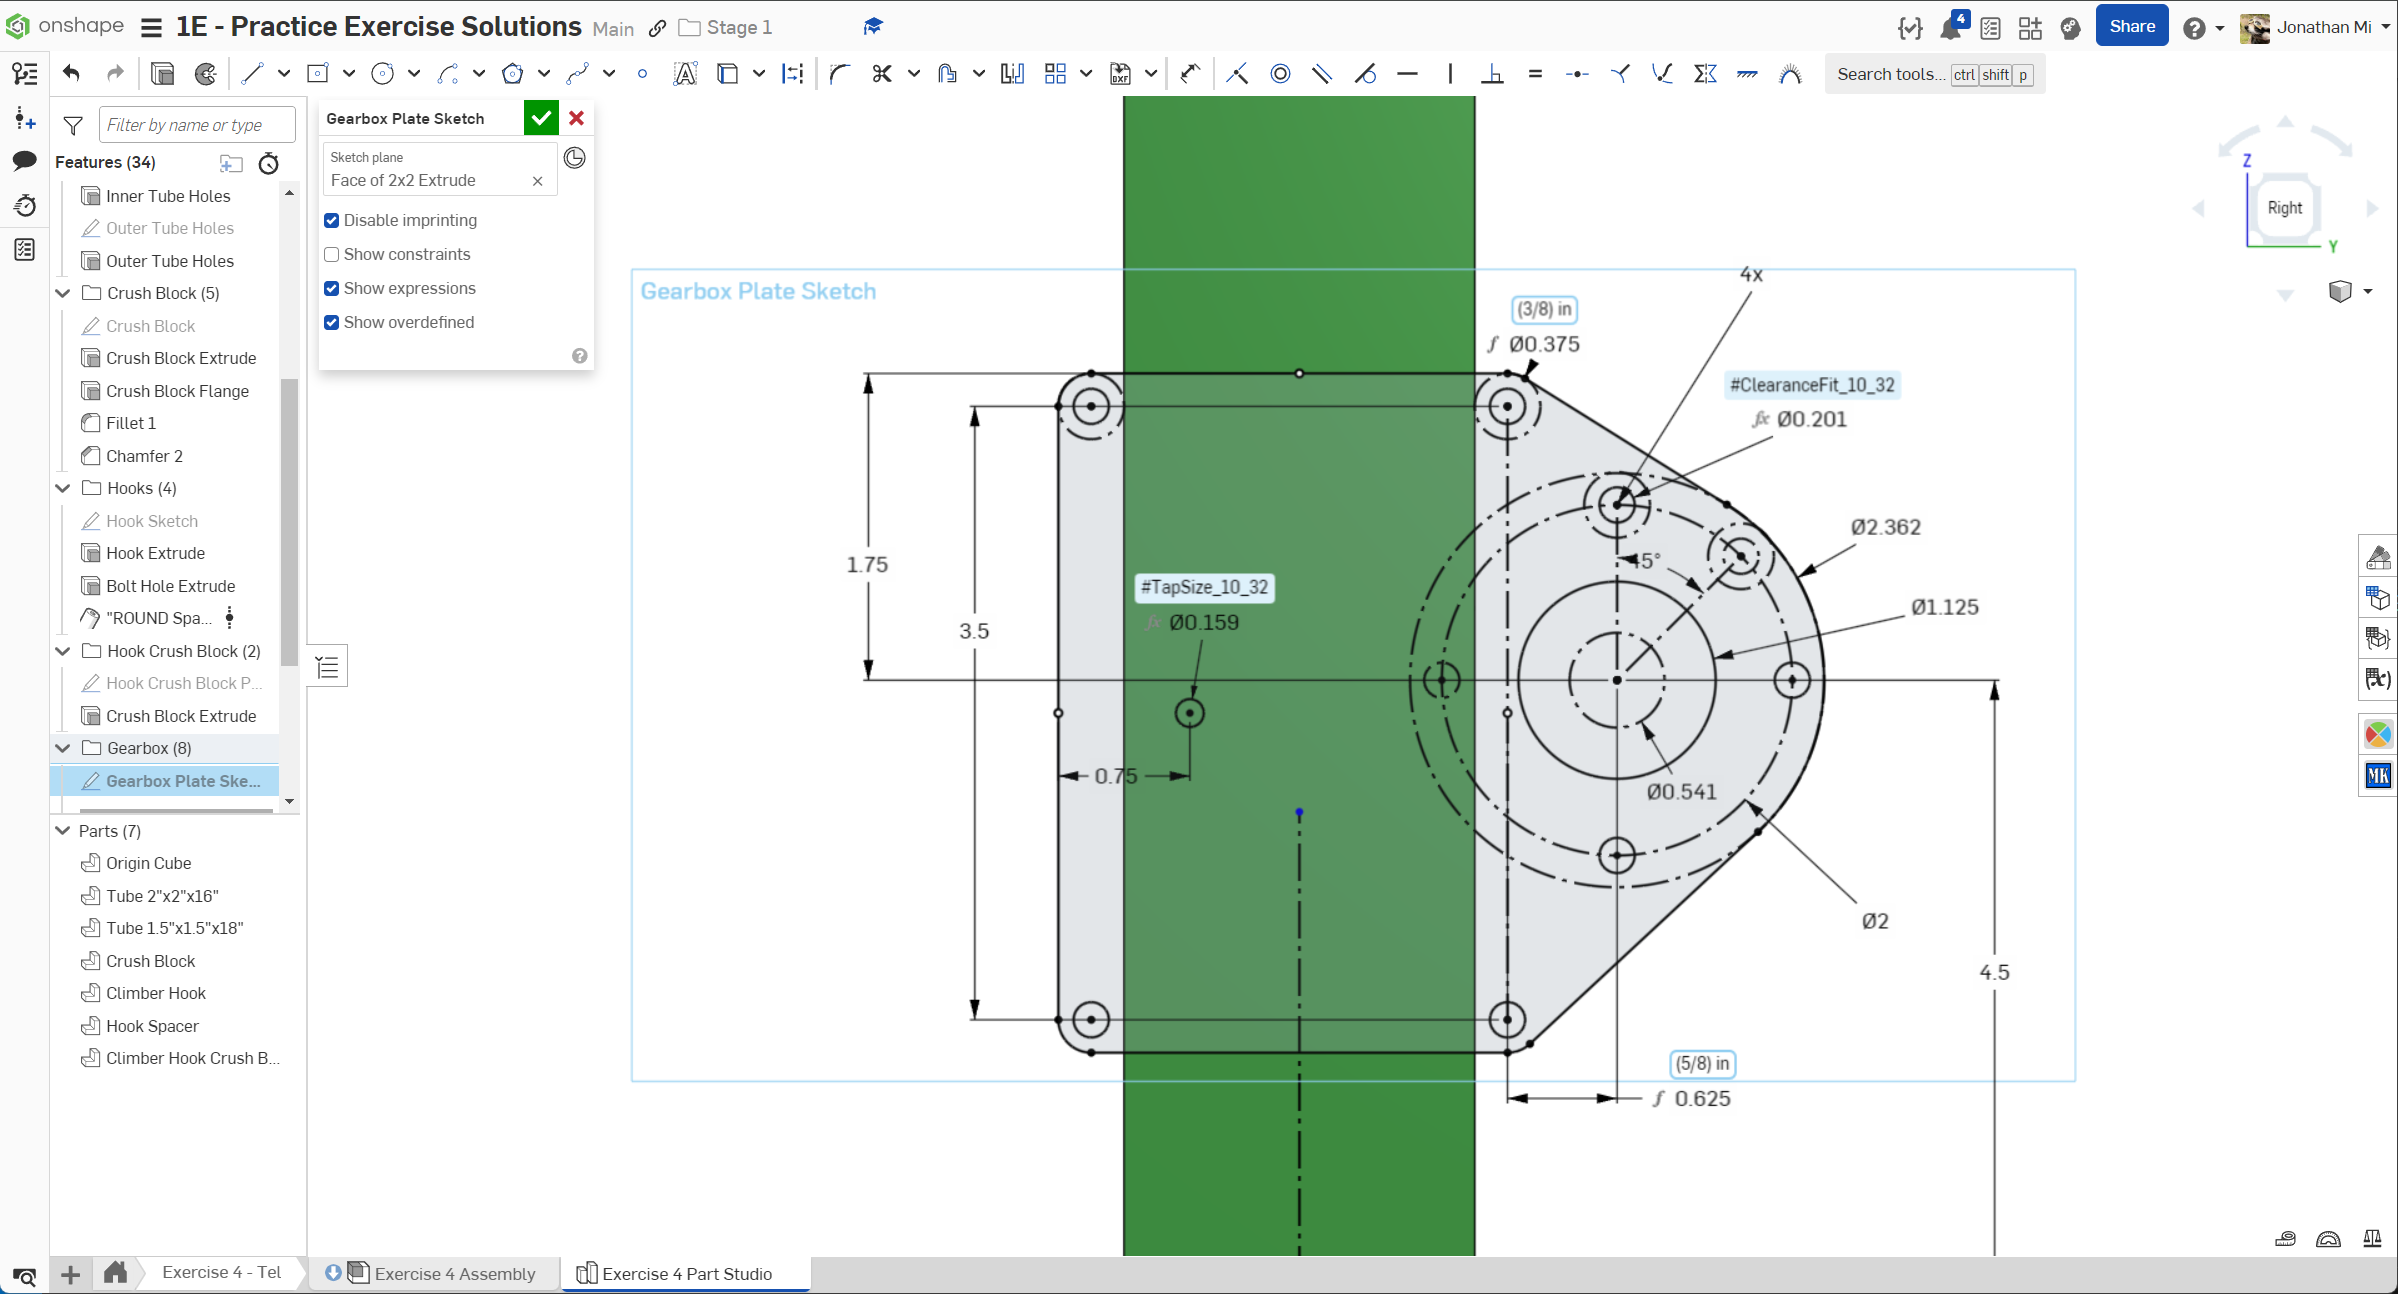 onshape
1E - Practice Exercise Solutions Main Stage 1
4
Share
Jonathan Mi
Search tools... ctrl shift p
DXF
Filter by name or type
Features (34)
Inner Tube Holes
Outer Tube Holes
Outer Tube Holes
Crush Block (5)
Crush Block
Crush Block Extrude
Crush Block Flange
Fillet 1
Chamfer 2
Hooks (4)
Hook Sketch
Hook Extrude
Bolt Hole Extrude
"ROUND Spa...
Hook Crush Block (2)
Hook Crush Block P...
Crush Block Extrude
Gearbox (8)
Gearbox Plate Ske...
Parts (7)
Origin Cube
Tube 2"x2"x16"
Tube 1.5"x1.5"x18"
Crush Block
Climber Hook
Hook Spacer
Climber Hook Crush B...
Gearbox Plate Sketch
Sketch plane
Face of 2x2 Extrude
Disable imprinting
Show constraints
Show expressions
Show overdefined
Gearbox Plate Sketch
4x
(3/8) in
f Ø0.375
#ClearanceFit_10_32
fx Ø0.201
Ø2.362
45°
1.75
#TapSize_10_32
fx Ø0.159
Ø1.125
3.5
0.75
Ø0.541
Ø2
4.5
(5/8) in
f 0.625
Z
Right
Y
(x)
MK
Exercise 4 - Tel
Exercise 4 Assembly
Exercise 4 Part Studio